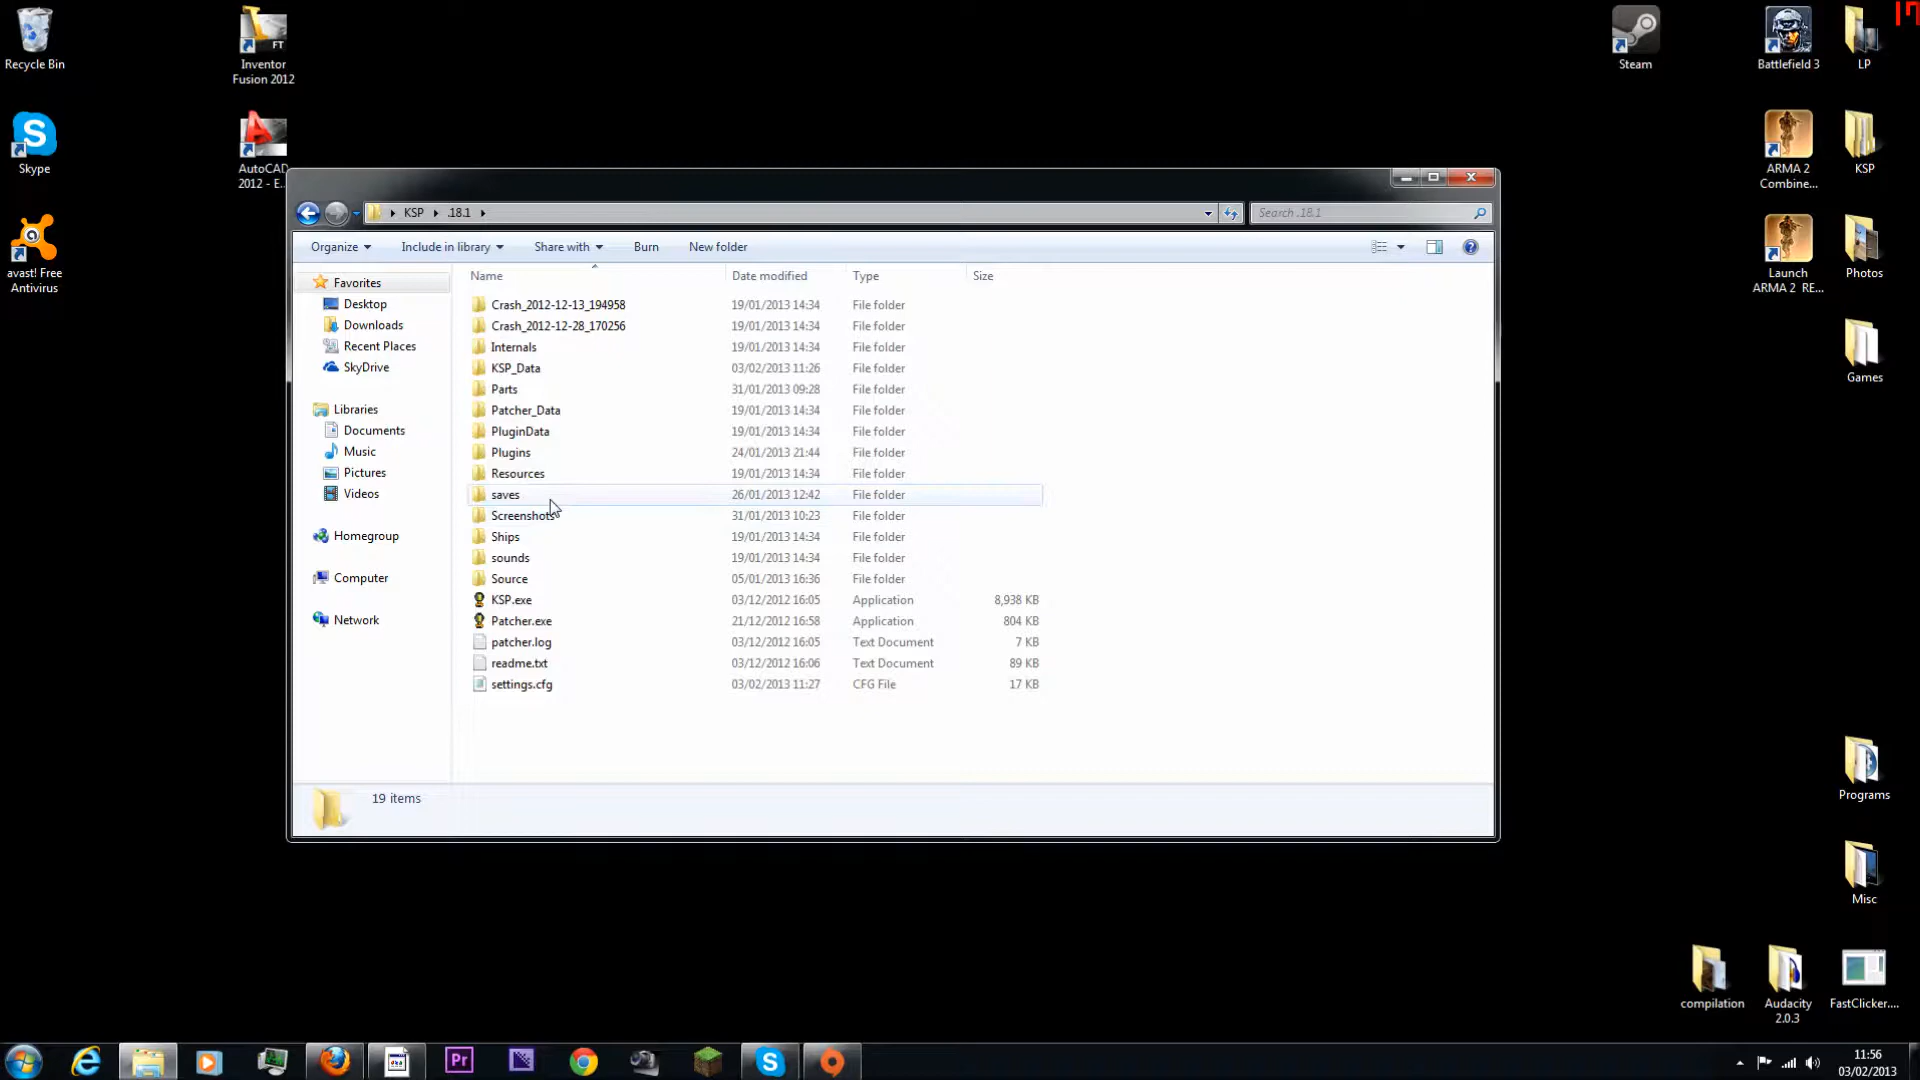 Recycle Bin
Inventor
Fusion 2012
Steam
Battlefield 3
LP
Skype
AutoCAD
2012 - E...
ARMA 2
Combine...
KSP
avast! Free
Antivirus
Launch
ARMA 2 RE...
Photos
Games
Programs
Misc
compilation
Audacity
2.0.3
FastClicker....
KSP .18.1
Search .18.1
Organize Include in library Share with Burn New folder
Name Date modified Type Size
Favorites
Desktop
Downloads
Recent Places
SkyDrive
Libraries
Documents
Music
Pictures
Videos
Homegroup
Computer
Network
Crash_2012-12-13_194958 19/01/2013 14:34 File folder
Crash_2012-12-28_170256 19/01/2013 14:34 File folder
Internals 19/01/2013 14:34 File folder
KSP_Data 03/02/2013 11:26 File folder
Parts 31/01/2013 09:28 File folder
Patcher_Data 19/01/2013 14:34 File folder
PluginData 19/01/2013 14:34 File folder
Plugins 24/01/2013 21:44 File folder
Resources 19/01/2013 14:34 File folder
saves 26/01/2013 12:42 File folder
Screenshots 31/01/2013 10:23 File folder
Ships 19/01/2013 14:34 File folder
sounds 19/01/2013 14:34 File folder
Source 05/01/2013 16:36 File folder
KSP.exe 03/12/2012 16:05 Application 8,938 KB
Patcher.exe 21/12/2012 16:58 Application 804 KB
patcher.log 03/12/2012 16:05 Text Document 7 KB
readme.txt 03/12/2012 16:06 Text Document 89 KB
settings.cfg 03/02/2013 11:27 CFG File 17 KB
19 items
11:56
03/02/2013